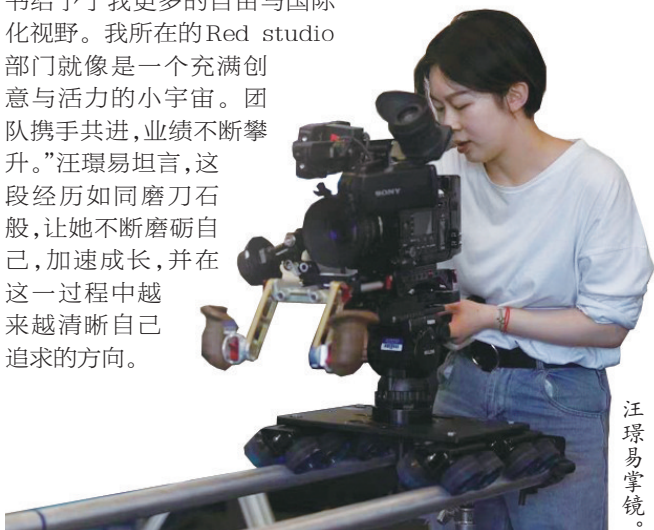 书给予了我更多的自由与国际
化视野。我所在的Red studio
部门就像是一个充满创
意与活力的小宇宙。团
队携手共进,业绩不断攀
升。”汪璟易坦言,这
段经历如同磨刀石
般,让她不断磨砺自
己,加速成长,并在
这一过程中越
来越清晰自己
追求的方向。
SONY
汪璟易掌镜。